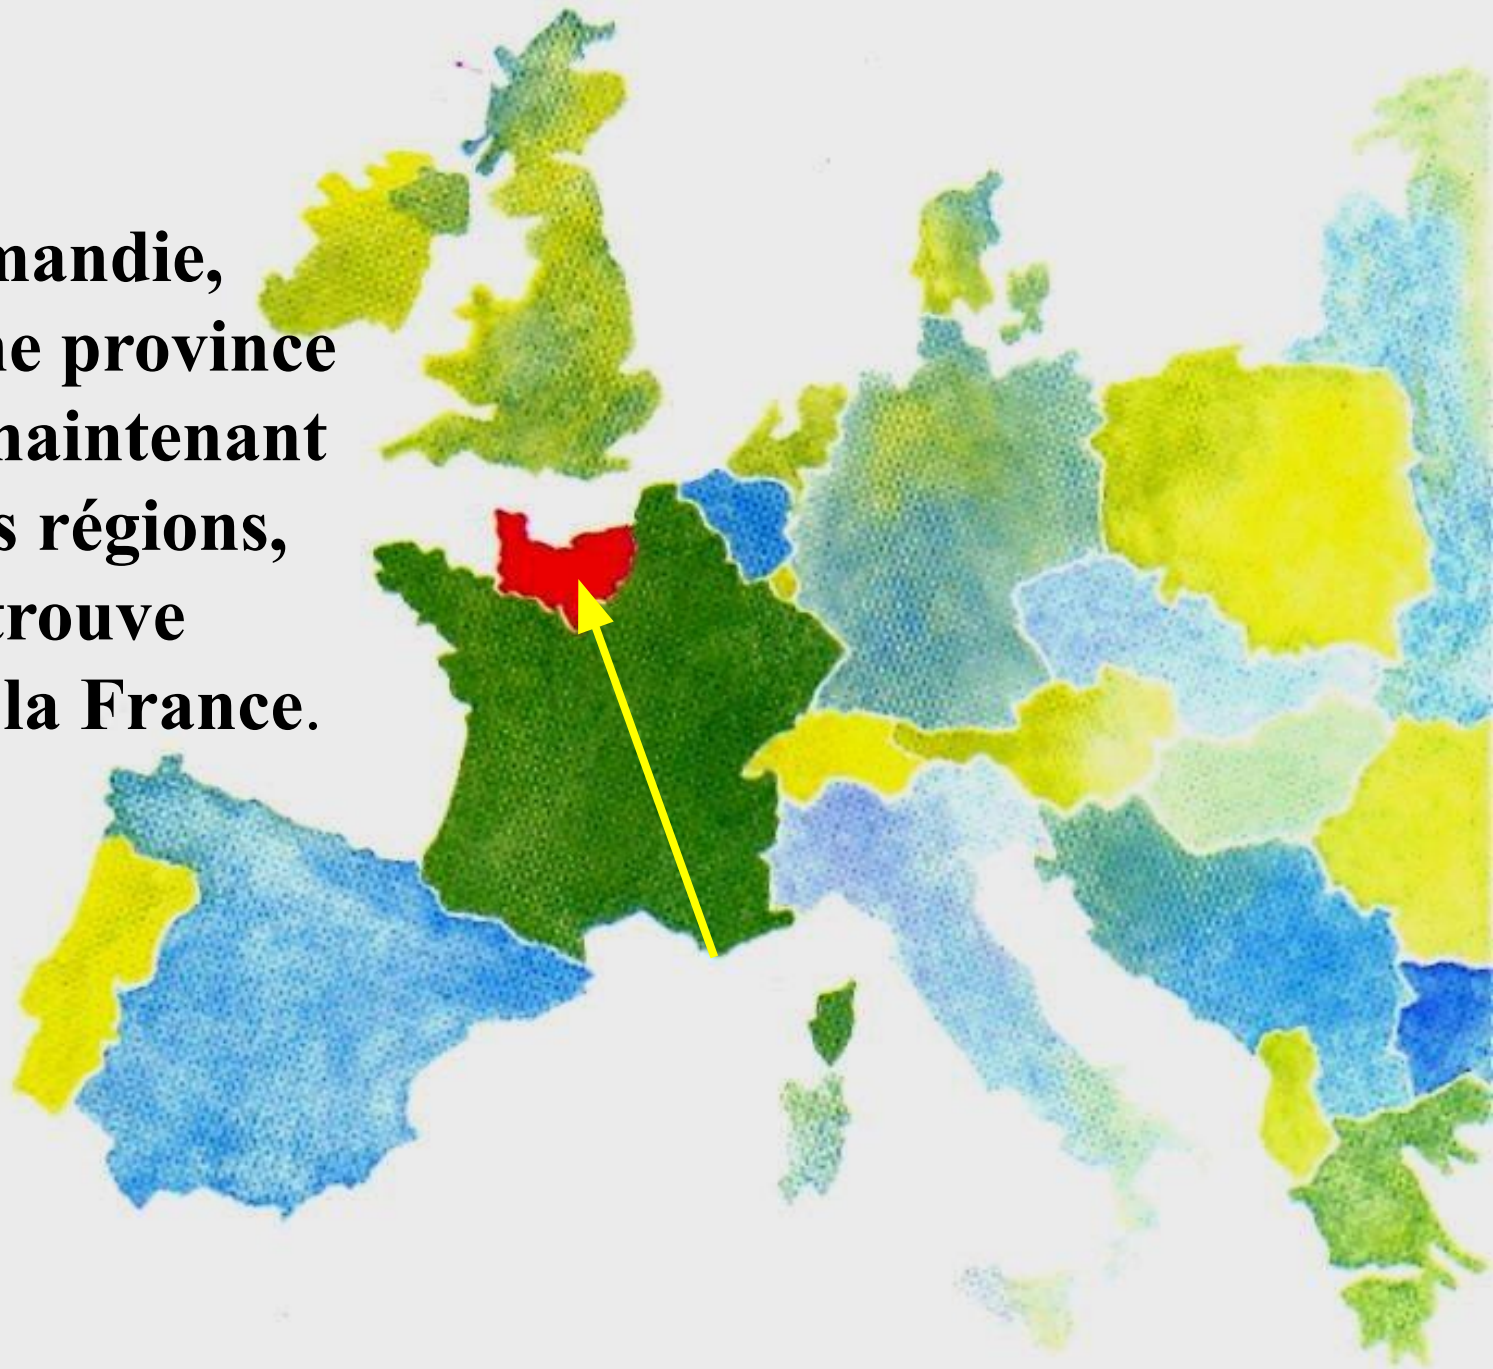 mandie,
ne province
maintenant
s régions,
trouve
la France.